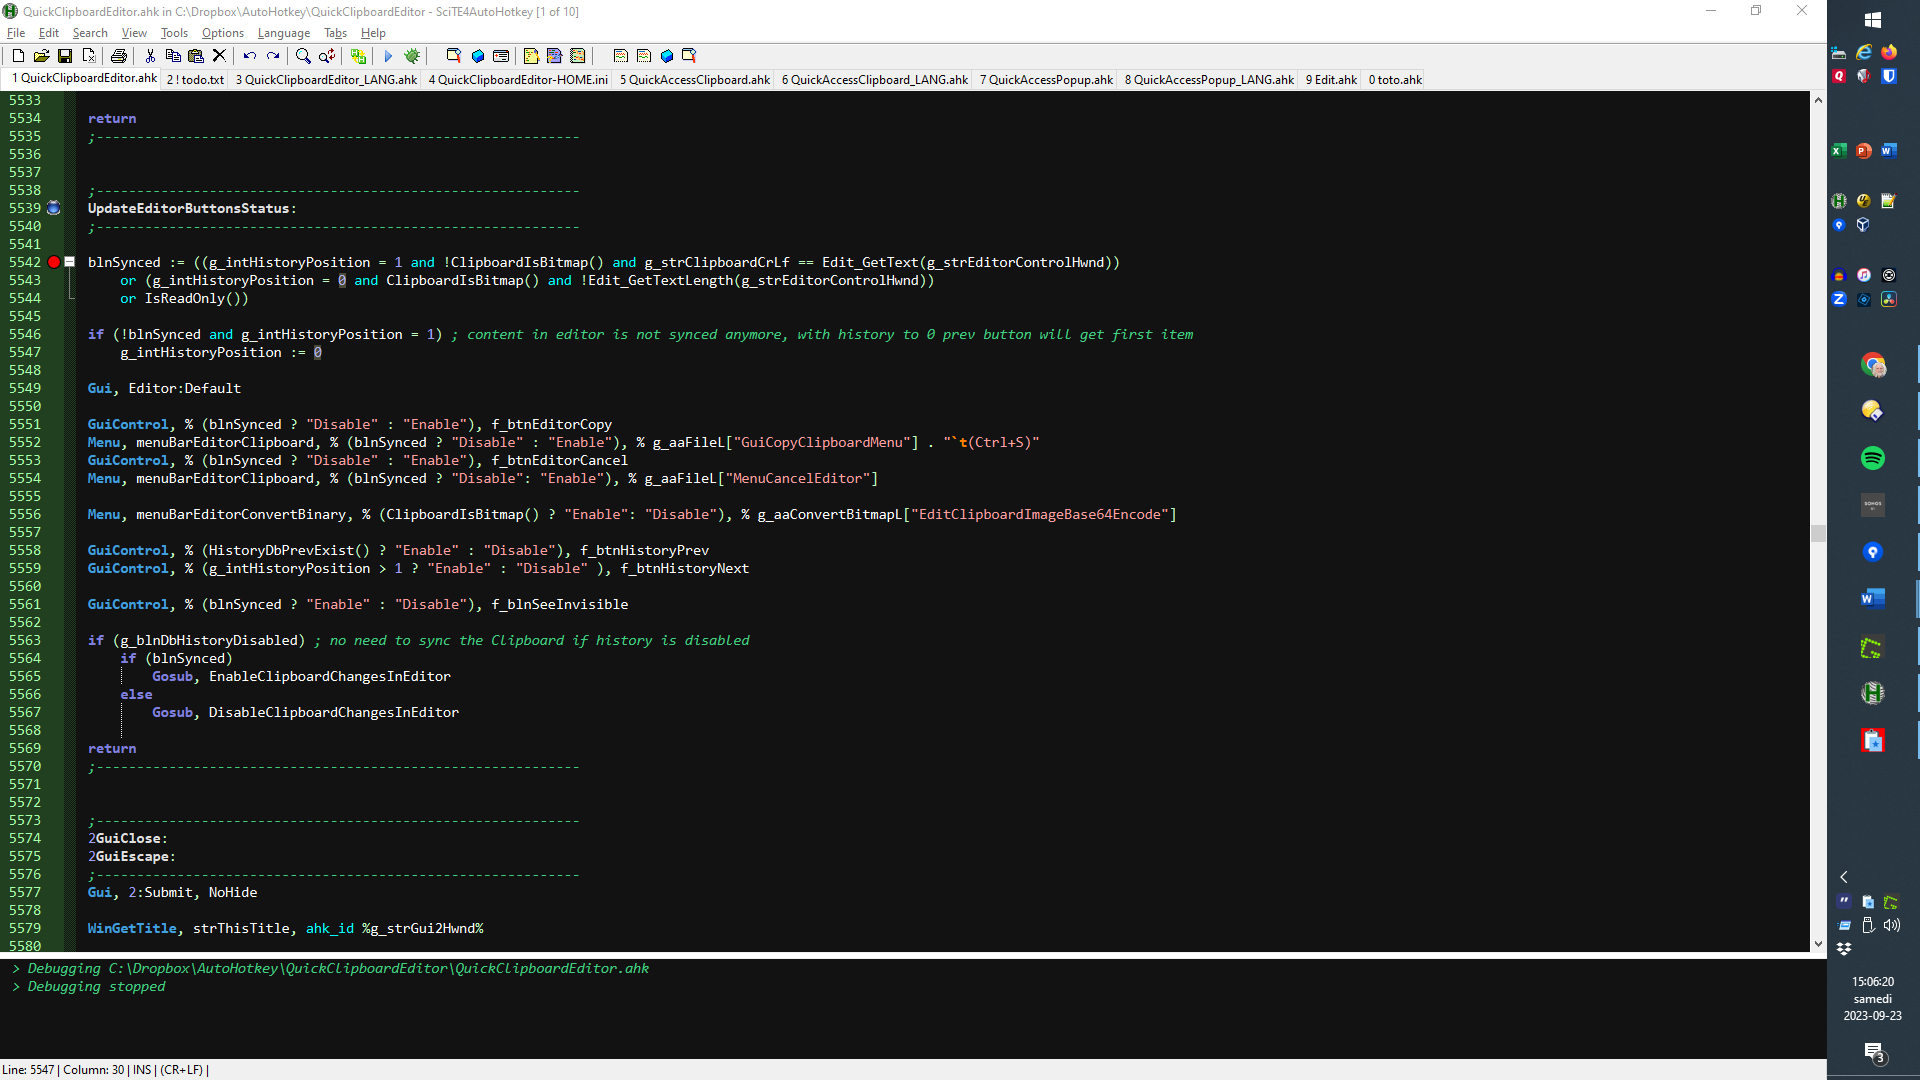 QuickClipboardEditor.ahk in C:\Dropbox\AutoHotkey\QuickClipboardEditor - SciTE4AutoHotkey [1 of 10]
File Edit Search View Tools Options Language Tabs Help
1 QuickClipboardEditor.ahk 2 ! todo.txt 3 QuickClipboardEditor_LANG.ahk 4 QuickClipboardEditor-HOME.ini 5 QuickAccessClipboard.ahk 6 QuickAccessClipboard_LANG.ahk 7 QuickAccessPopup.ahk 8 QuickAccessPopup_LANG.ahk 9 Edit.ahk 0 toto.ahk
5533
5534 return
5535 ;------------------------------------------------------------
5536
5537
5538 ;------------------------------------------------------------
5539 UpdateEditorButtonsStatus:
5540 ;------------------------------------------------------------
5541
5542 blnSynced := ((g_intHistoryPosition = 1 and !ClipboardIsBitmap() and g_strClipboardCrLf == Edit_GetText(g_strEditorControlHwnd))
5543 or (g_intHistoryPosition = 0 and ClipboardIsBitmap() and !Edit_GetTextLength(g_strEditorControlHwnd))
5544 or IsReadOnly())
5545
5546 if (!blnSynced and g_intHistoryPosition = 1) ; content in editor is not synced anymore, with history to 0 prev button will get first item
5547 g_intHistoryPosition := 0
5548
5549 Gui, Editor:Default
5550
5551 GuiControl, % (blnSynced ? "Disable" : "Enable"), f_btnEditorCopy
5552 Menu, menuBarEditorClipboard, % (blnSynced ? "Disable" : "Enable"), % g_aaFileL["GuiCopyClipboardMenu"] . "`t(Ctrl+S)"
5553 GuiControl, % (blnSynced ? "Disable" : "Enable"), f_btnEditorCancel
5554 Menu, menuBarEditorClipboard, % (blnSynced ? "Disable": "Enable"), % g_aaFileL["MenuCancelEditor"]
5555
5556 Menu, menuBarEditorConvertBinary, % (ClipboardIsBitmap() ? "Enable": "Disable"), % g_aaConvertBitmapL["EditClipboardImageBase64Encode"]
5557
5558 GuiControl, % (HistoryDbPrevExist() ? "Enable" : "Disable"), f_btnHistoryPrev
5559 GuiControl, % (g_intHistoryPosition > 1 ? "Enable" : "Disable" ), f_btnHistoryNext
5560
5561 GuiControl, % (blnSynced ? "Enable" : "Disable"), f_blnSeeInvisible
5562
5563 if (g_blnDbHistoryDisabled) ; no need to sync the Clipboard if history is disabled
5564 if (blnSynced)
5565 Gosub, EnableClipboardChangesInEditor
5566 else
5567 Gosub, DisableClipboardChangesInEditor
5568
5569 return
5570 ;------------------------------------------------------------
5571
5572
5573 ;------------------------------------------------------------
5574 2GuiClose:
5575 2GuiEscape:
5576 ;------------------------------------------------------------
5577 Gui, 2:Submit, NoHide
5578
5579 WinGetTitle, strThisTitle, ahk_id %g_strGui2Hwnd%
5580
> Debugging C:\Dropbox\AutoHotkey\QuickClipboardEditor\QuickClipboardEditor.ahk
> Debugging stopped
Line: 5547 | Column: 30 | INS | (CR+LF) |
SONOS
15:06:20
samedi
2023-09-23
3